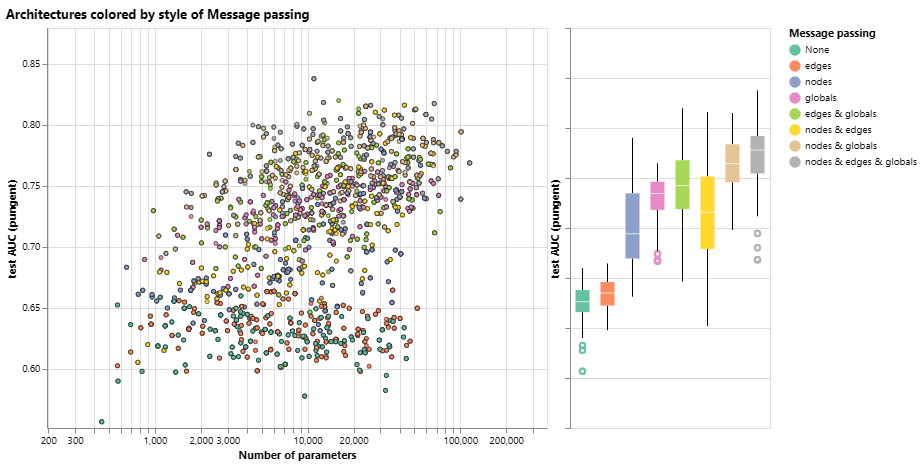 Architectures colored by style of Message passing
test AUC (pungent)
0.85
0.80
0.75
0.70
0.65
0.60
200 300 1,000 2,000 3,000 10,000 20,000 100,000 200,000
Number of parameters
test AUC (pungent)
Message passing
None
edges
nodes
globals
edges & globals
nodes & edges
nodes & globals
nodes & edges & globals